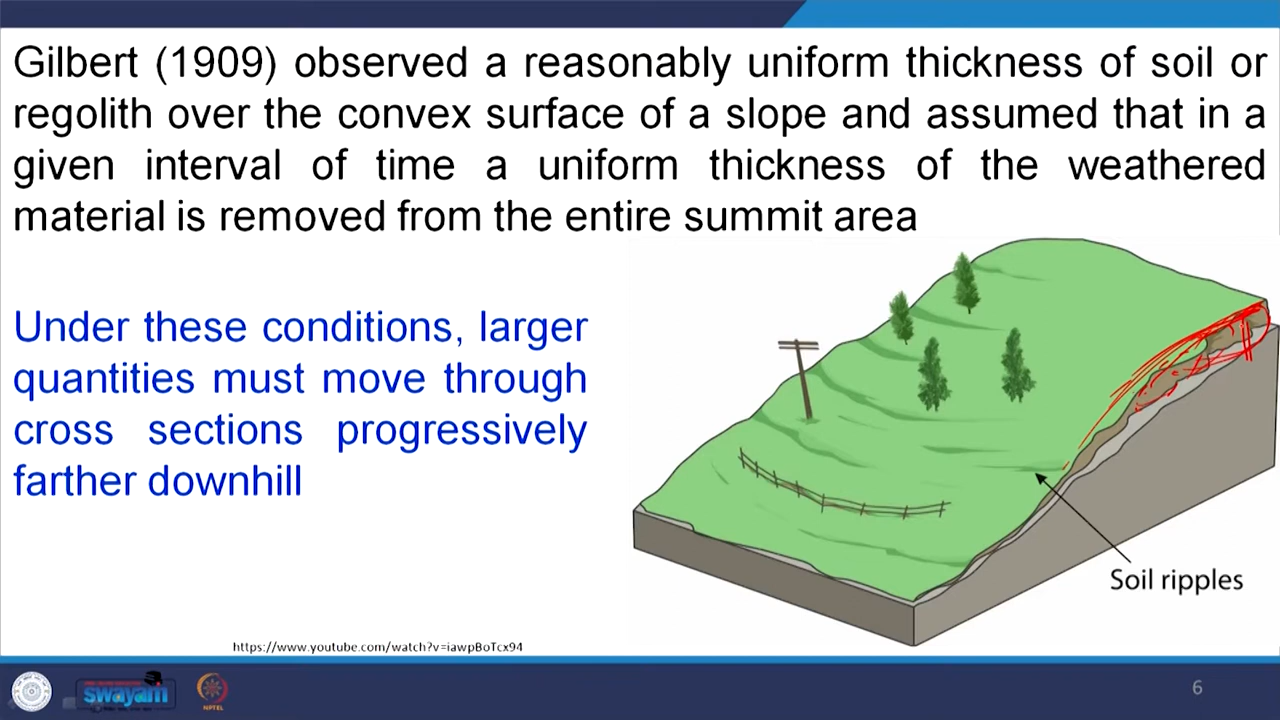 Gilbert (1909) observed a reasonably uniform thickness of soil or
regolith over the convex surface of a slope and assumed that in a
given interval of time a uniform thickness of the weathered
material is removed from the entire summit area
Under these conditions, larger
quantities must move through
cross sections progressively
farther downhill
Soil ripples
https://www.youtube.com/watch?v=iawpBoTcx94
swayam
NPTEL
6